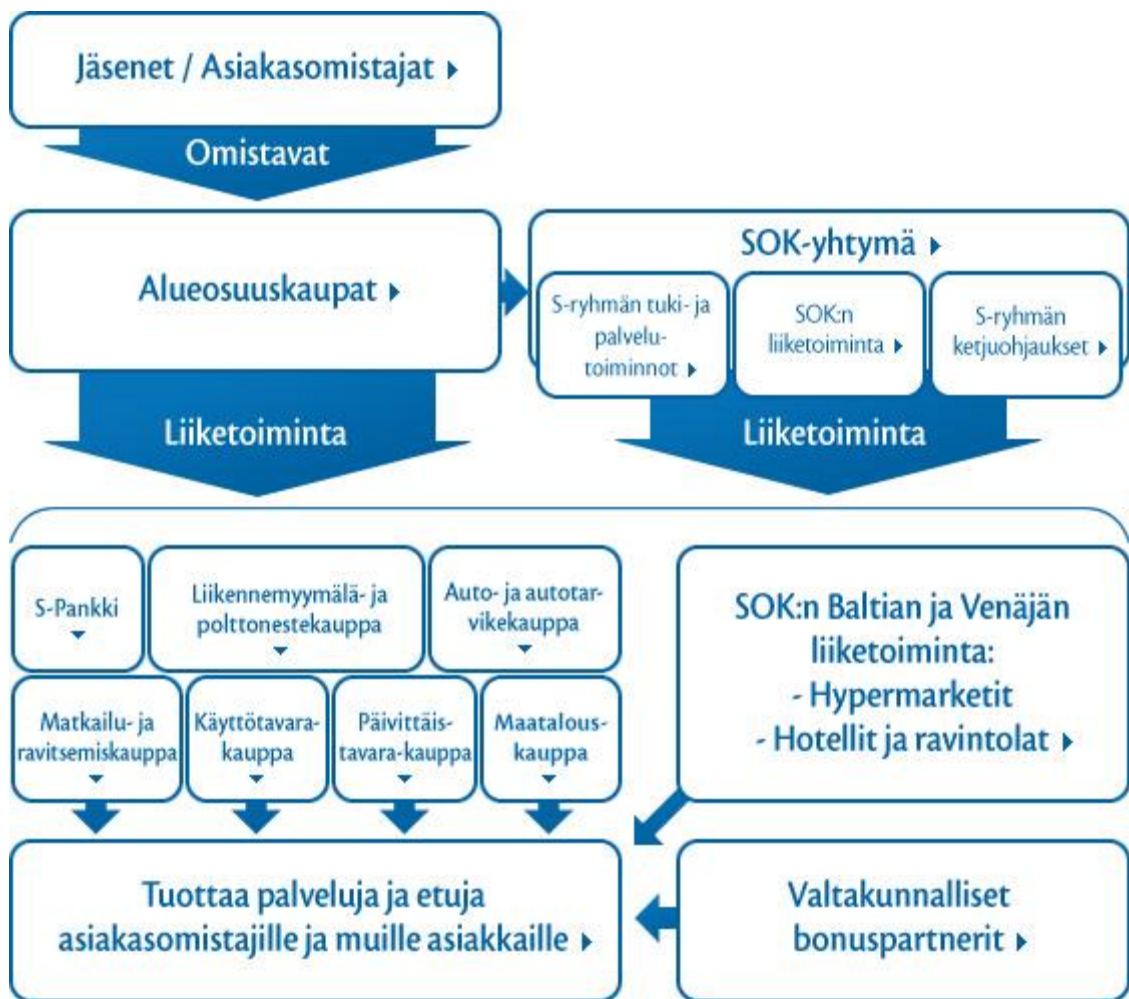 Jäsenet / Asiakasomistajat
Omistavat
Alueosuuskaupat
SOK-yhtymä
S-ryhmän tuki- ja
palvelu-
toiminnot
SOK:n
liiketoiminta
S-ryhmän
ketjuohjaukset
Liiketoiminta
Liiketoiminta
S-Pankki
Liikennemyymälä- ja
polttonestekauppa
Auto- ja autotar-
vikekauppa
Matkailu- ja
ravitsemiskauppa
Käyttötavara-
kauppa
Päivittäis-
tavara-kauppa
Maatalous-
kauppa
SOK:n Baltian ja Venäjän
liiketoiminta:
- Hypermarketit
- Hotellit ja ravintolat
Tuottaa palveluja ja etuja
asiakasomistajille ja muille asiakkaille
Valtakunnalliset
bonuspartnerit